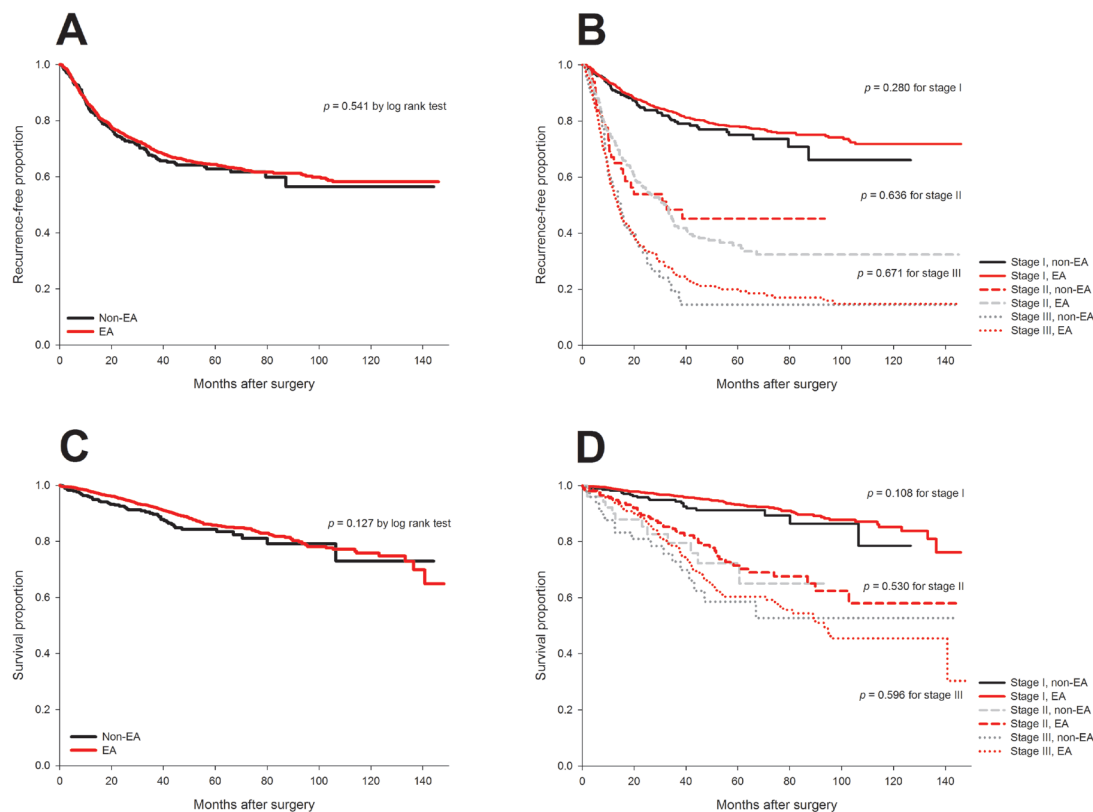 A
1.0
0.8
0.6
0.4
0.2
0.0
Recurrence-free proportion
p = 0.541 by log rank test
Non-EA
EA
0 20 40 60 80 100 120 140
Months after surgery
B
1.0
0.8
0.6
0.4
0.2
0.0
Recurrence-free proportion
p = 0.280 for stage I
p = 0.636 for stage II
p = 0.671 for stage III
Stage I, non-EA
Stage I, EA
Stage II, non-EA
Stage II, EA
Stage III, non-EA
Stage III, EA
0 20 40 60 80 100 120 140
Months after surgery
C
1.0
0.8
0.6
0.4
0.2
0.0
Survival proportion
p = 0.127 by log rank test
Non-EA
EA
0 20 40 60 80 100 120 140
Months after surgery
D
1.0
0.8
0.6
0.4
0.2
0.0
Survival proportion
p = 0.108 for stage I
p = 0.530 for stage II
p = 0.596 for stage III
Stage I, non-EA
Stage I, EA
Stage II, non-EA
Stage II, EA
Stage III, non-EA
Stage III, EA
0 20 40 60 80 100 120 140
Months after surgery